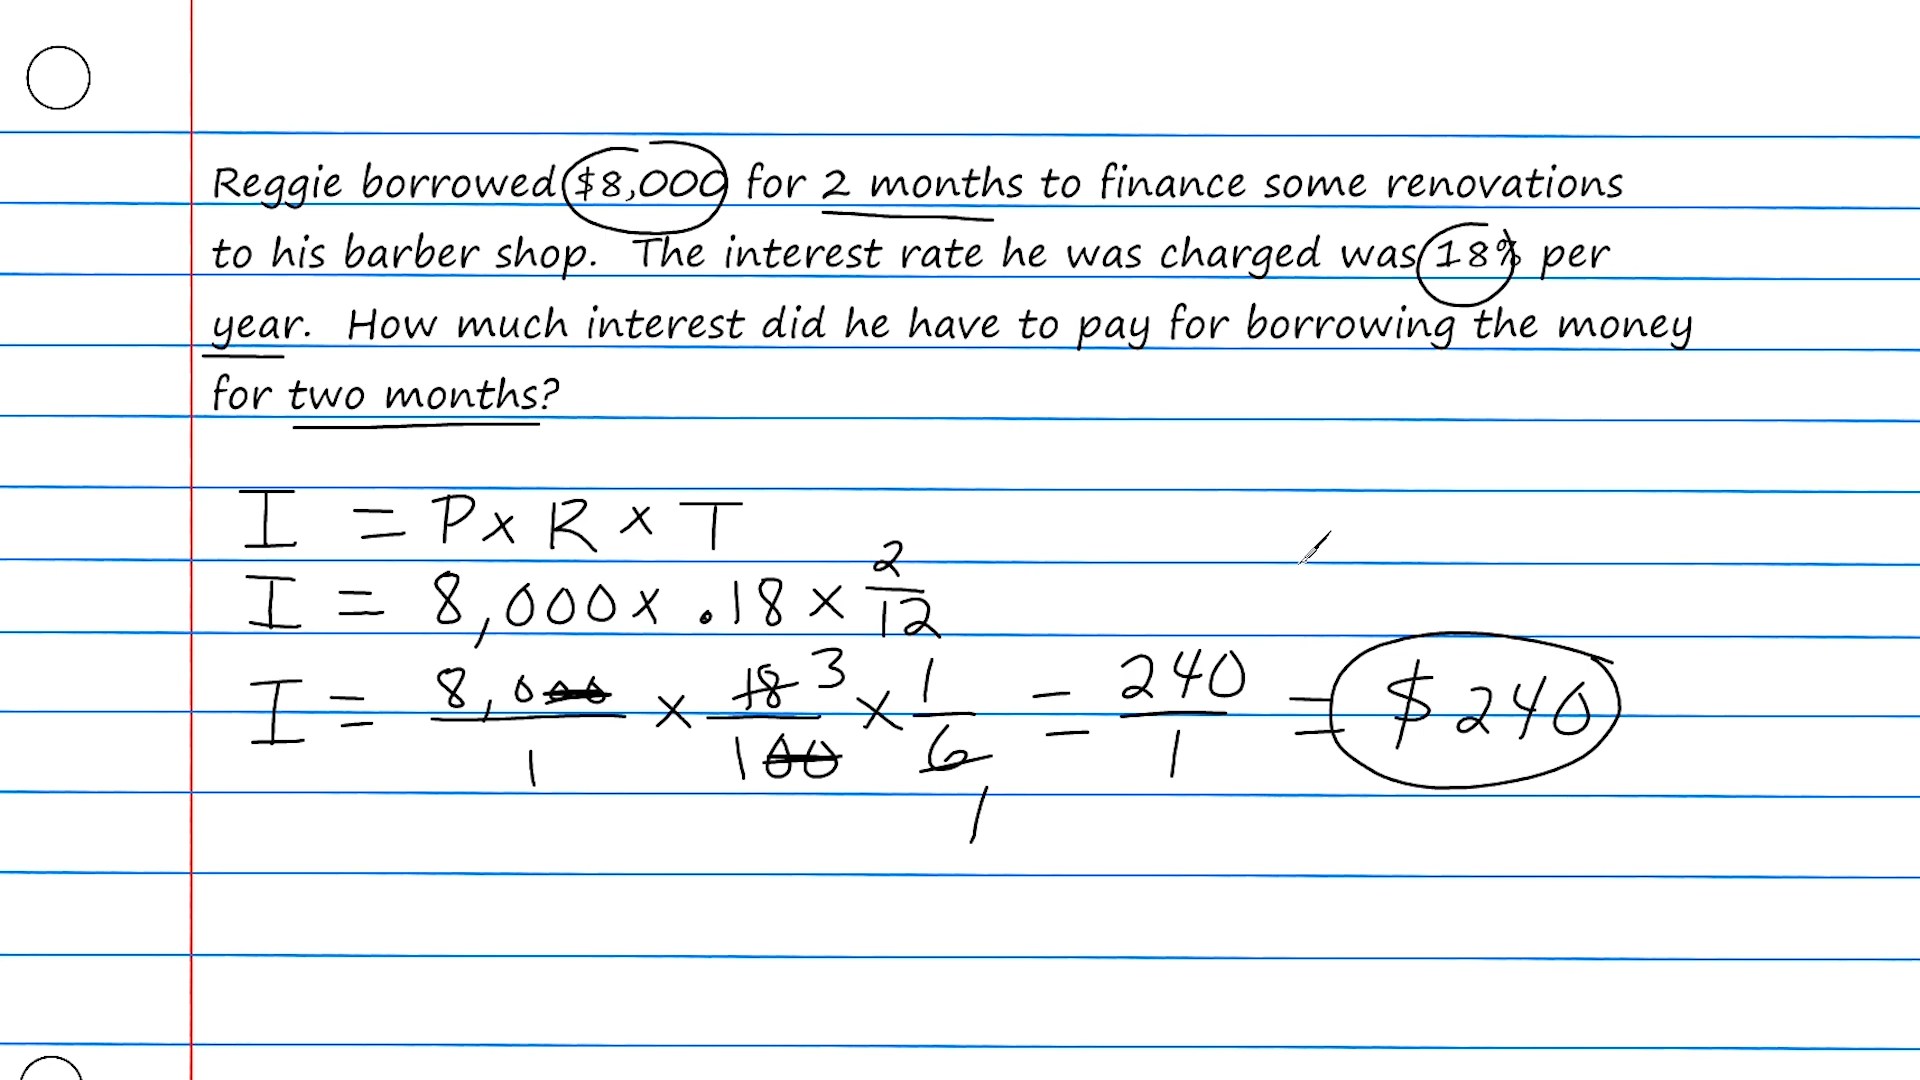 Reggie borrowed $8,000 for 2 months to finance some renovations
to his barber shop. The interest rate he was charged was 18% per
year. How much interest did he have to pay for borrowing the money
for two months?
I = P x R x T
I = 8,000 x .18 x 2/12
I = 8,000/1 x 18 3/100 x 1/6 1 = 240/1 = $240